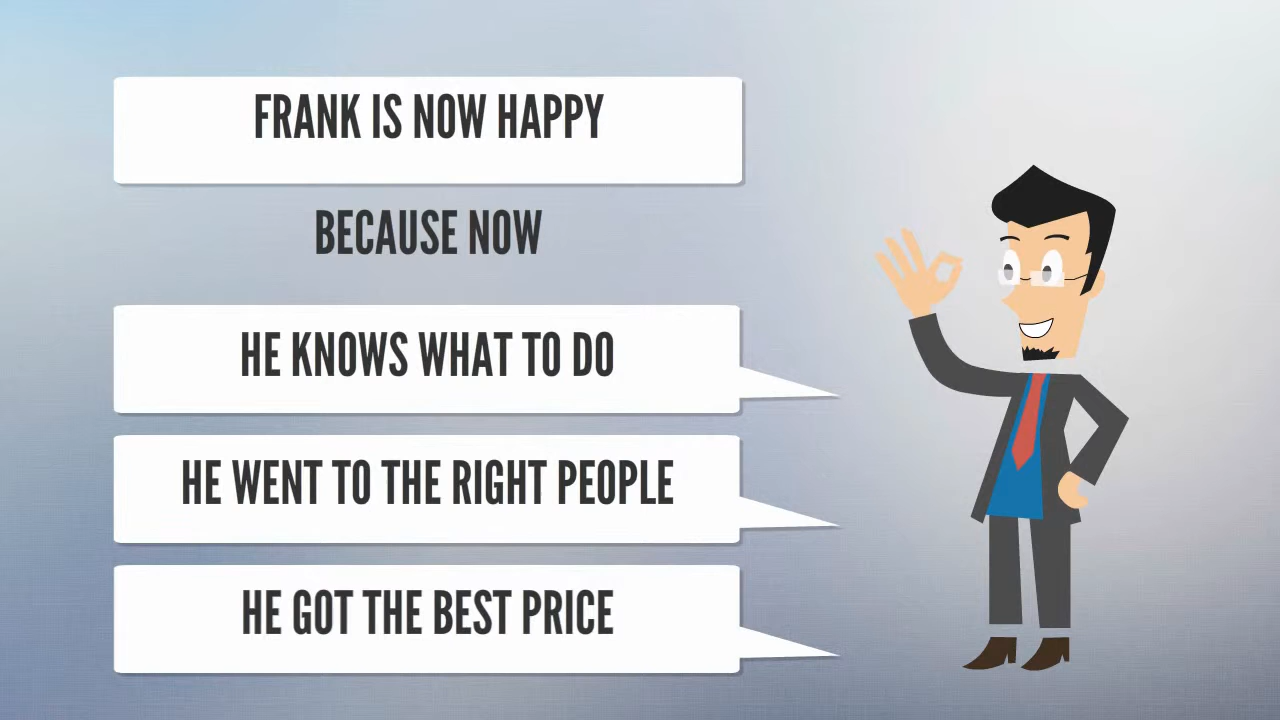 FRANK IS NOW HAPPY
BECAUSE NOW
HE KNOWS WHAT TO DO
HE WENT TO THE RIGHT PEOPLE
HE GOT THE BEST PRICE